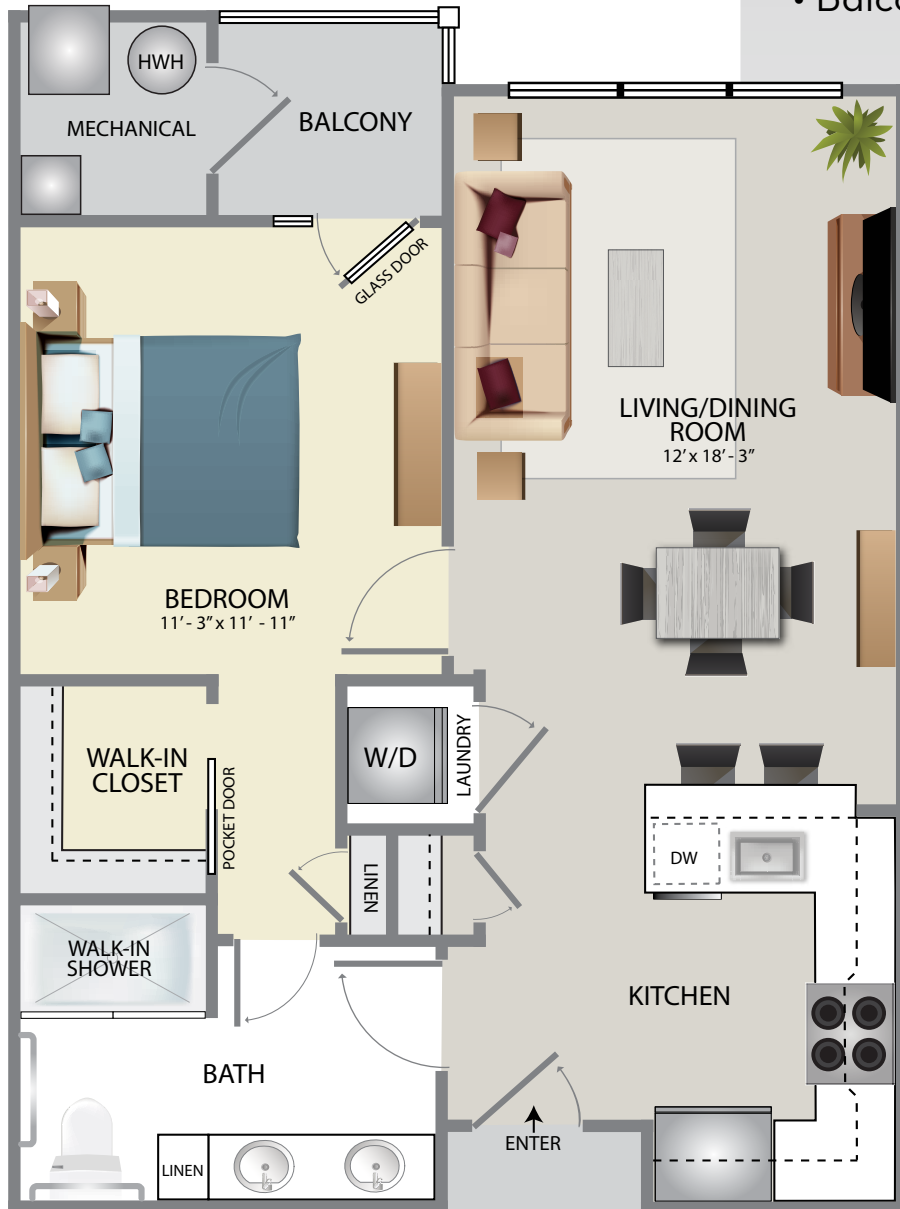 • Balco
HWH
MECHANICAL
BALCONY
GLASS DOOR
LIVING/DINING
ROOM
12' x 18' - 3"
BEDROOM
11' - 3" x 11' - 11"
WALK-IN
CLOSET
POCKET DOOR
W/D
LAUNDRY
LINEN
DW
WALK-IN
SHOWER
KITCHEN
BATH
ENTER
LINEN